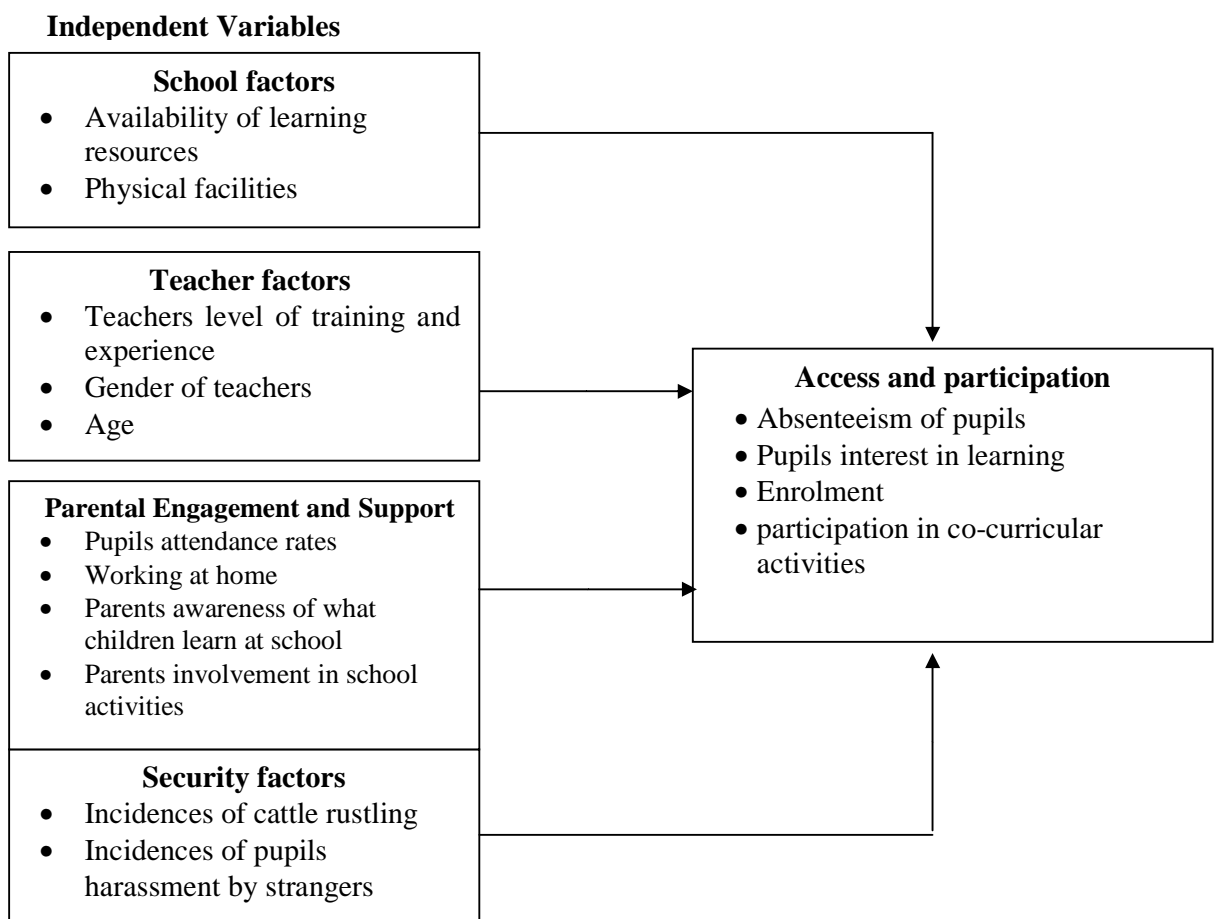 Independent Variables
School factors
• Availability of learning
resources
• Physical facilities
Teacher factors
• Teachers level of training and
experience
• Gender of teachers
• Age
Parental Engagement and Support
• Pupils attendance rates
• Working at home
• Parents awareness of what
children learn at school
• Parents involvement in school
activities
Security factors
• Incidences of cattle rustling
• Incidences of pupils
harassment by strangers
Access and participation
• Absenteeism of pupils
• Pupils interest in learning
• Enrolment
• participation in co-curricular
activities